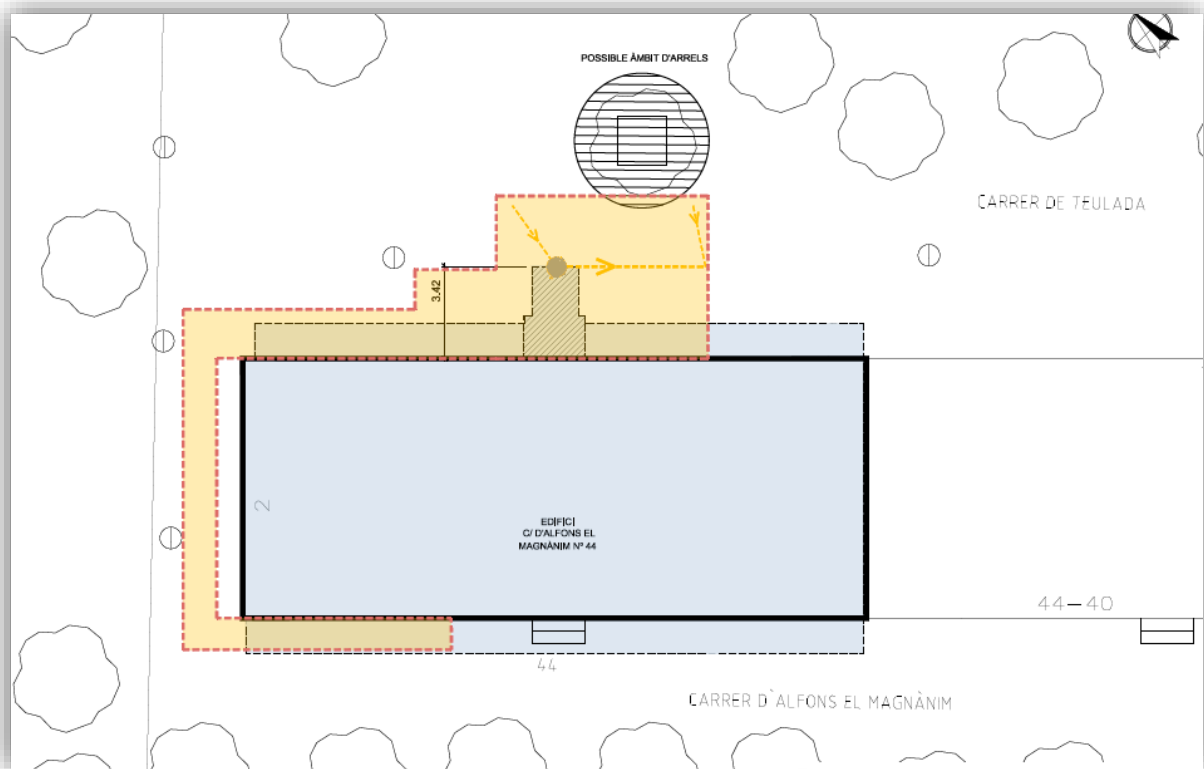 POSSIBLE ÀMBIT D'ARRELS
CARRER DE TEULADA
3,42
2
EDIFICI
C/ D'ALFONS EL
MAGNÀNIM Nº 44
44-40
44
CARRER D`ALFONS EL MAGNÀNIM